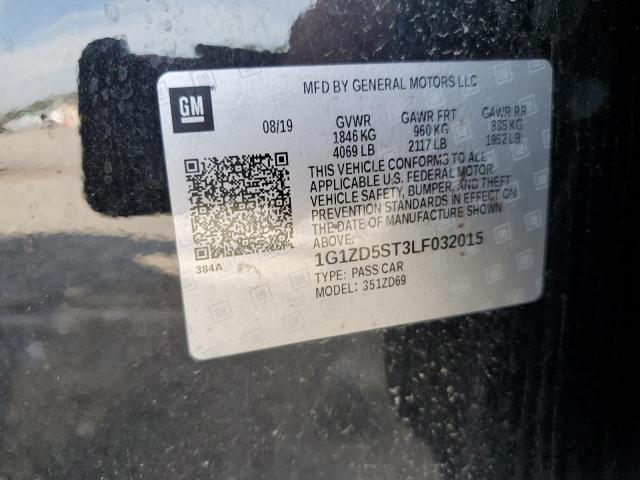 MFD BY GENERAL MOTORS LLC
GM
08/19 GVWR GAWR FRT GAWR RR
1846 KG 960 KG 885 KG
4069 LB 2117 LB 1952 LB
THIS VEHICLE CONFORMS TO ALL
APPLICABLE U.S. FEDERAL MOTOR
VEHICLE SAFETY, BUMPER, AND THEFT
PREVENTION STANDARDS IN EFFECT ON
THE DATE OF MANUFACTURE SHOWN
ABOVE.
384A
1G1ZD5ST3LF032015
TYPE: PASS CAR
MODEL: 351ZD69